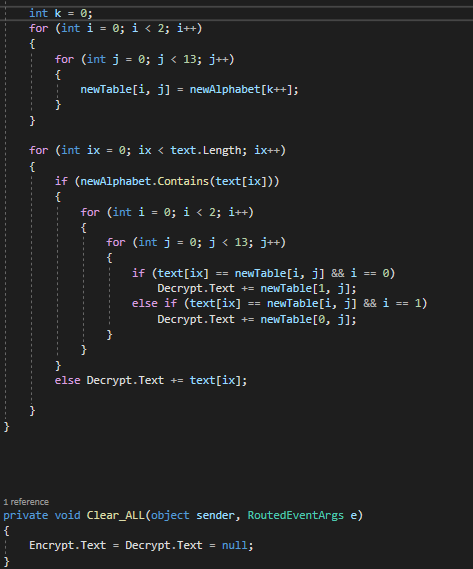 int k = 0;
for (int i = 0; i < 2; i++)
{
for (int j = 0; j < 13; j++)
{
newTable[i, j] = newAlphabet[k++];
}
}
for (int ix = 0; ix < text.Length; ix++)
{
if (newAlphabet.Contains(text[ix]))
{
for (int i = 0; i < 2; i++)
{
for (int j = 0; j < 13; j++)
{
if (text[ix] == newTable[i, j] && i == 0)
Decrypt.Text += newTable[1, j];
else if (text[ix] == newTable[i, j] && i == 1)
Decrypt.Text += newTable[0, j];
}
}
}
else Decrypt.Text += text[ix];
}
}
1 reference
private void Clear_ALL(object sender, RoutedEventArgs e)
{
Encrypt.Text = Decrypt.Text = null;
}